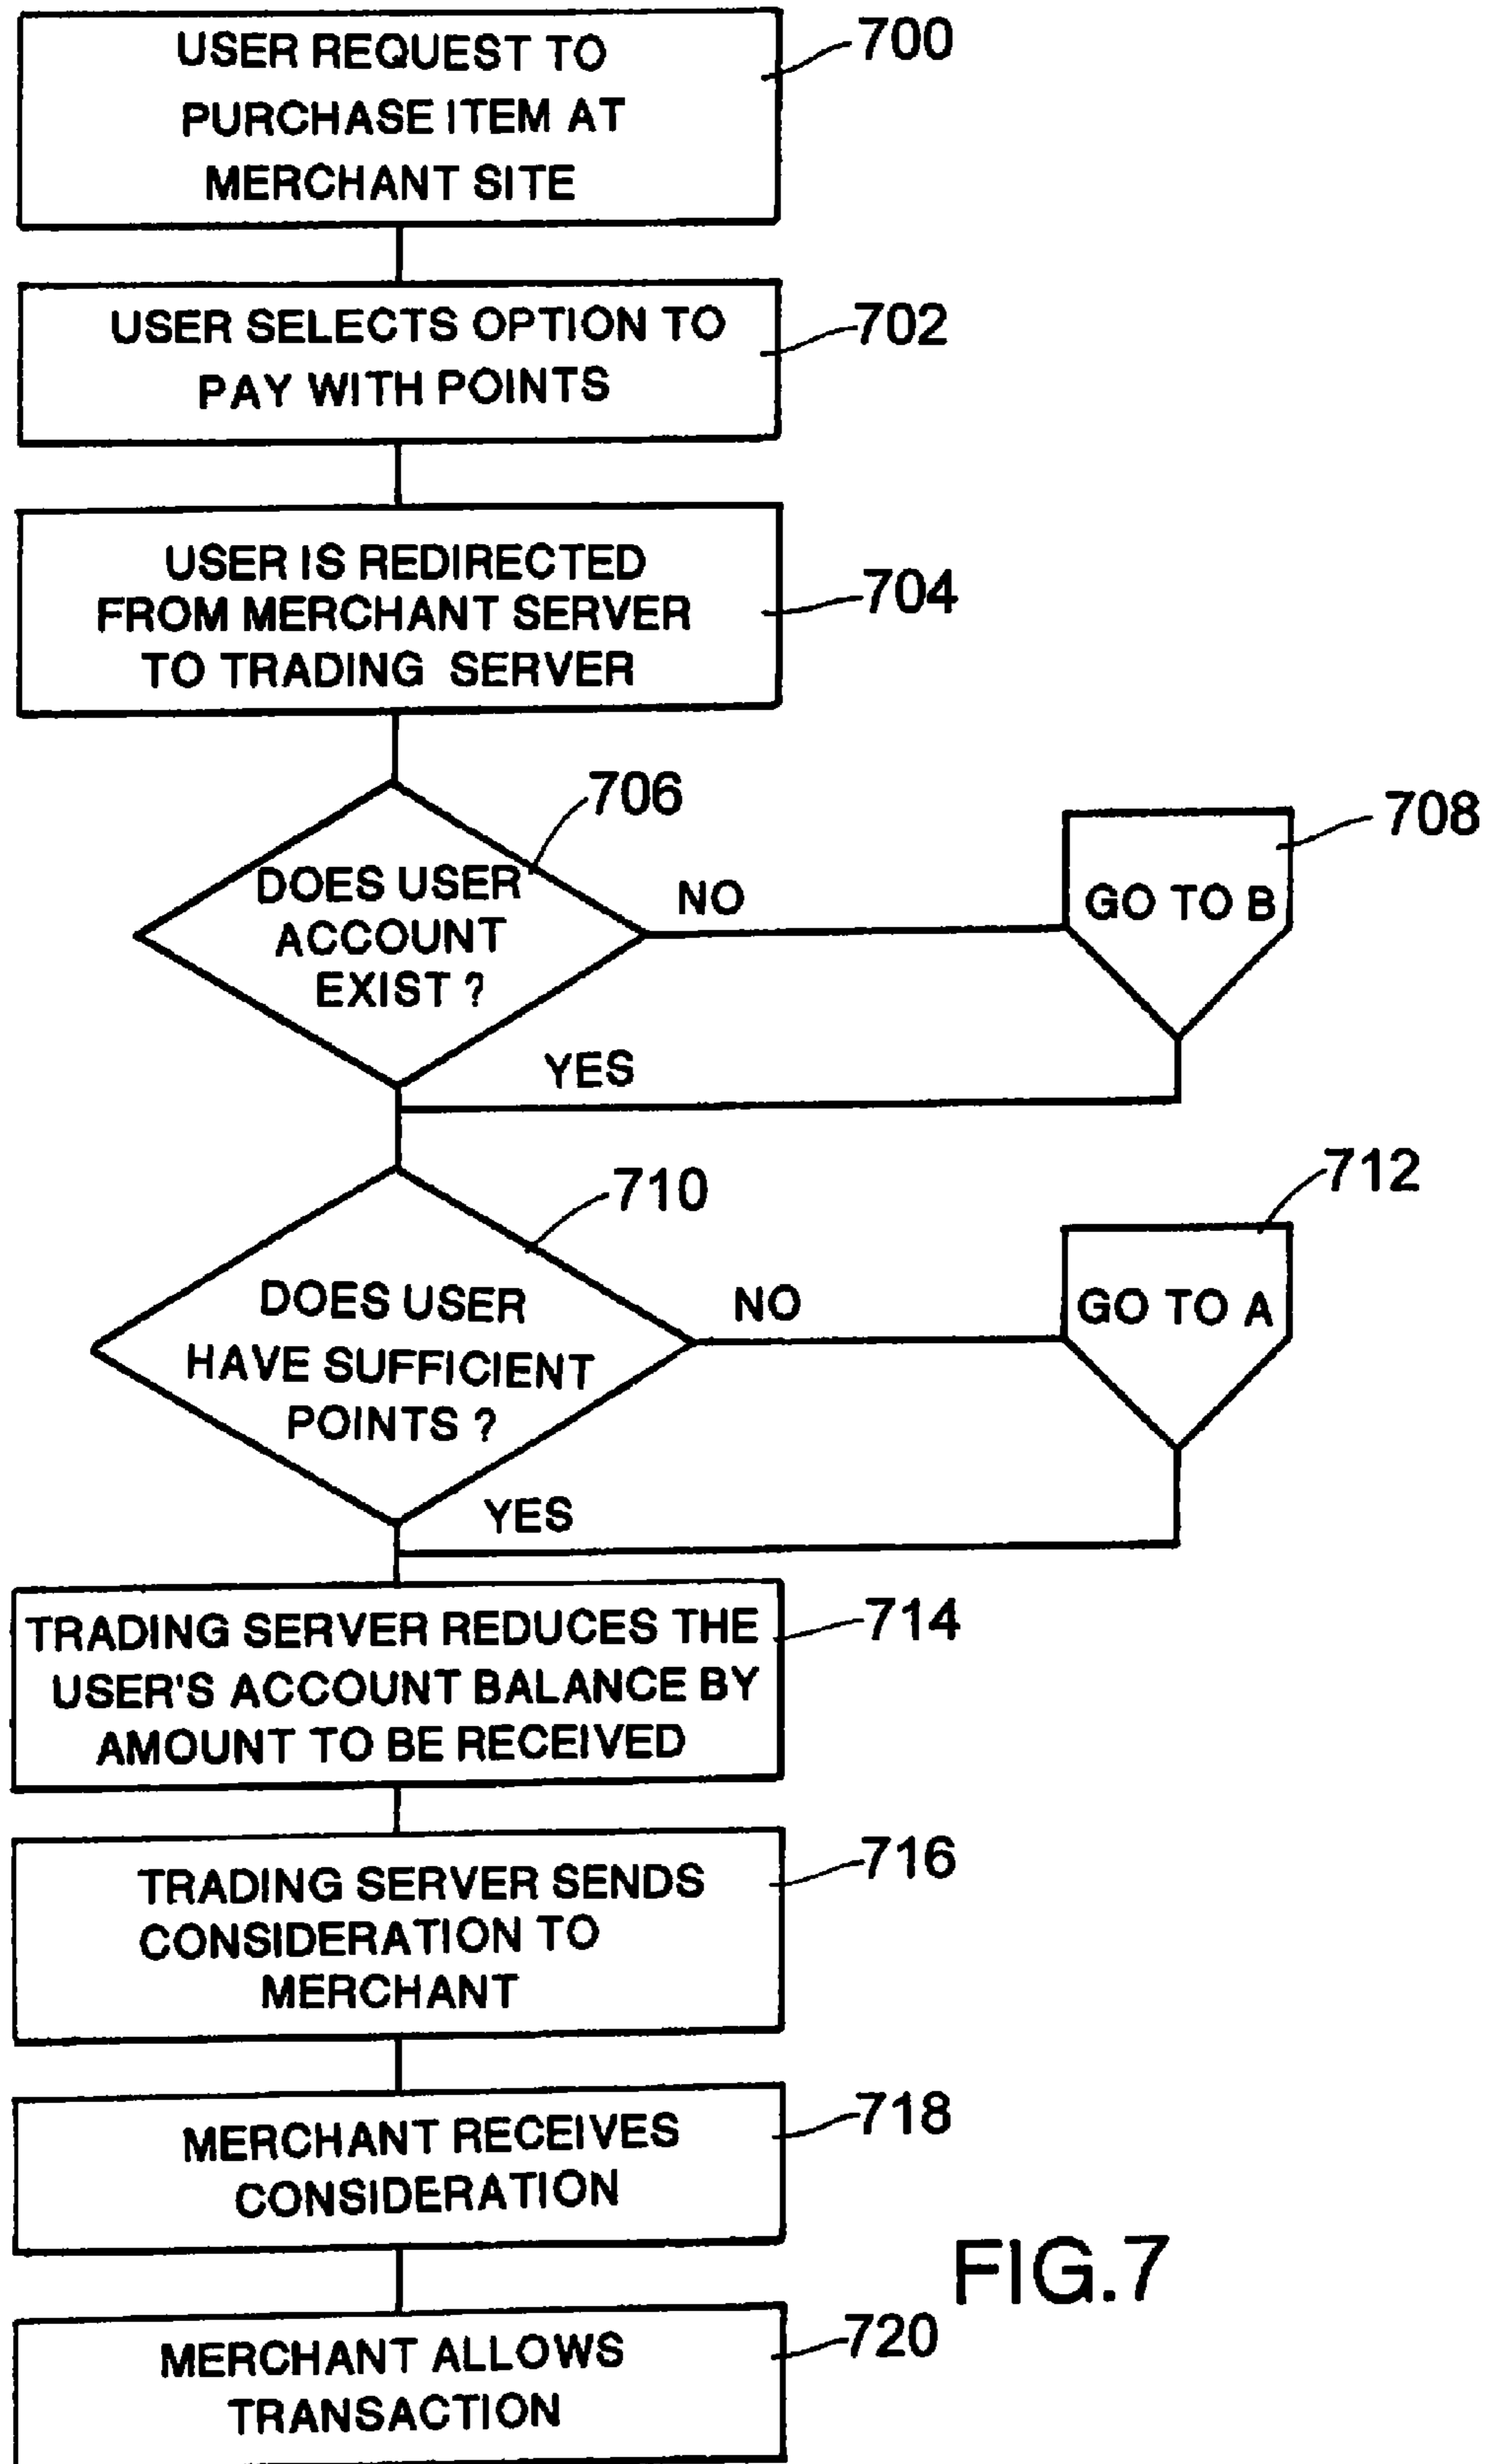 USER REQUEST TO
PURCHASE ITEM AT
MERCHANT SITE
700
USER SELECTS OPTION TO
PAY WITH POINTS
702
USER IS REDIRECTED
FROM MERCHANT SERVER
TO TRADING SERVER
704
DOES USER
ACCOUNT
EXIST ?
706
NO
GO TO B
708
YES
DOES USER
HAVE SUFFICIENT
POINTS ?
710
NO
GO TO A
712
YES
TRADING SERVER REDUCES THE
USER'S ACCOUNT BALANCE BY
AMOUNT TO BE RECEIVED
714
TRADING SERVER SENDS
CONSIDERATION TO
MERCHANT
716
MERCHANT RECEIVES
CONSIDERATION
718
MERCHANT ALLOWS
TRANSACTION
720
FIG.7